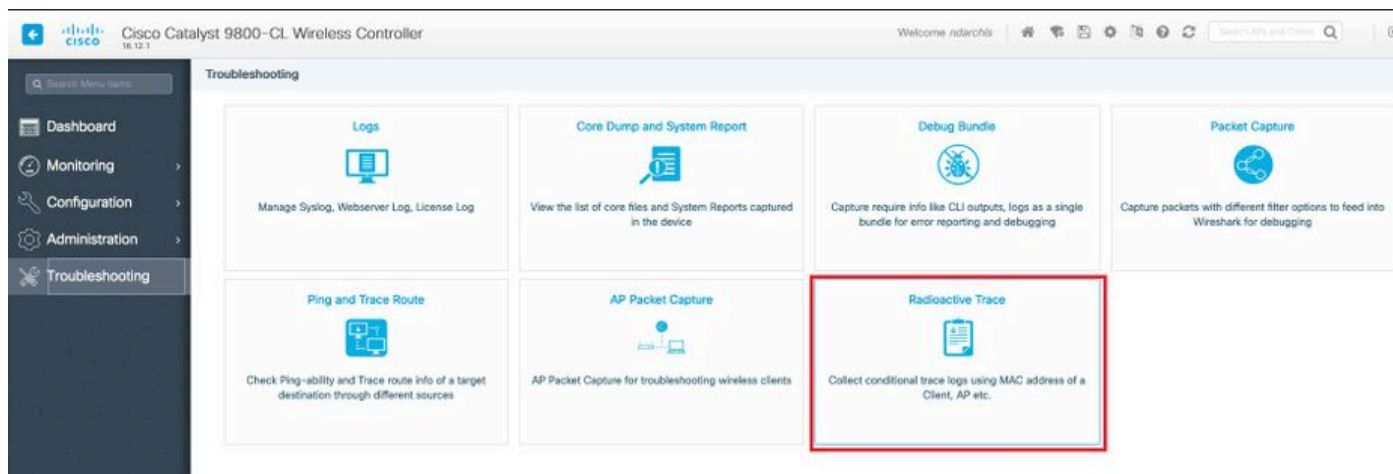 CISCO
Cisco Catalyst 9800-CL Wireless Controller
16.12.1
Welcome ndarchis
Search APs and Clients
Search Menu Items
Dashboard
Monitoring
Configuration
Administration
Troubleshooting
Troubleshooting
Logs
Manage Syslog, Webserver Log, License Log
Core Dump and System Report
View the list of core files and System Reports captured
in the device
Debug Bundle
Capture require info like CLI outputs, logs as a single
bundle for error reporting and debugging
Packet Capture
Capture packets with different filter options to feed into
Wireshark for debugging
Ping and Trace Route
Check Ping-ability and Trace route info of a target
destination through different sources
AP Packet Capture
AP Packet Capture for troubleshooting wireless clients
Radioactive Trace
Collect conditional trace logs using MAC address of a
Client, AP etc.